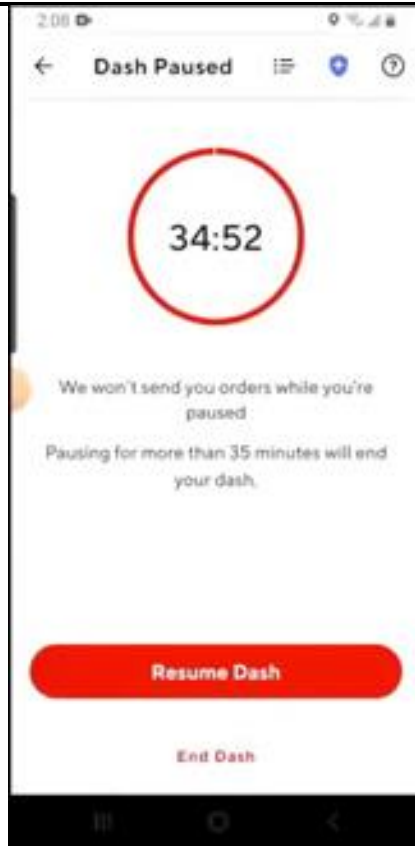 2:08
Dash Paused
34:52
We won't send you orders while you're
paused
Pausing for more than 35 minutes will end
your dash.
Resume Dash
End Dash